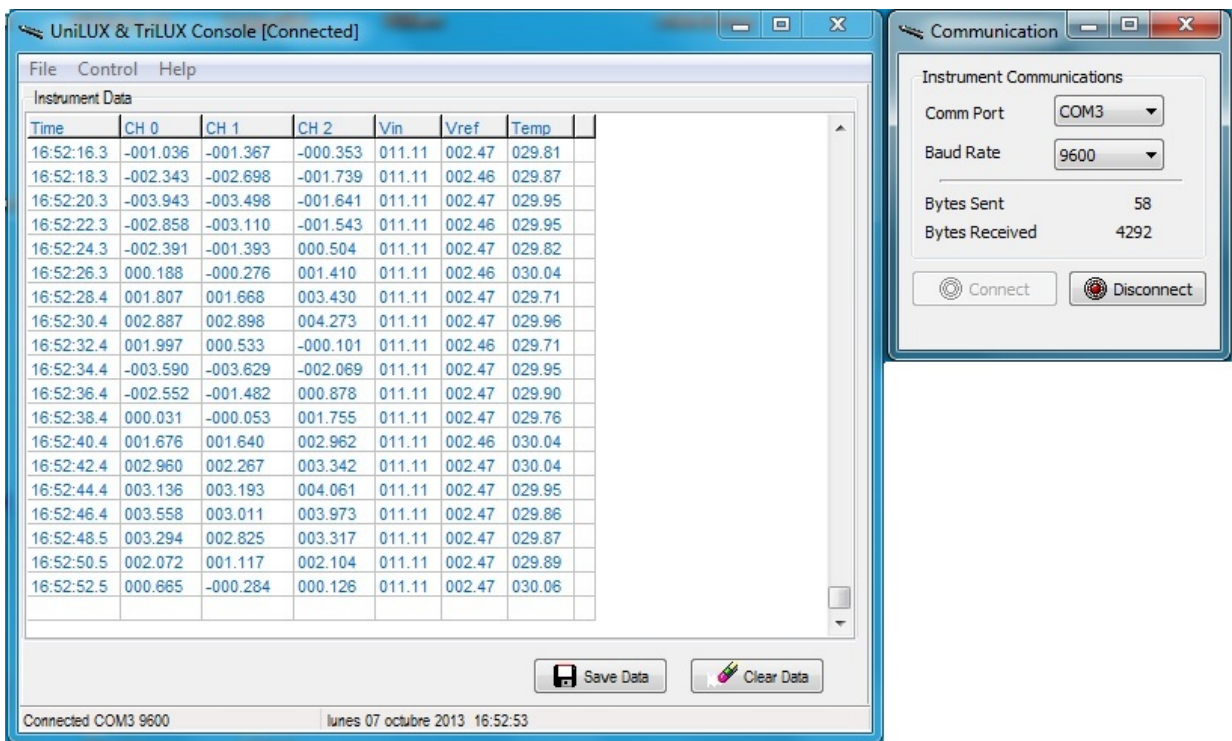 UniLUX & TriLUX Console [Connected]
File Control Help
Instrument Data
Time CH 0 CH 1 CH 2 Vin Vref Temp
16:52:16.3 -001.036 -001.367 -000.353 011.11 002.47 029.81
16:52:18.3 -002.343 -002.698 -001.739 011.11 002.46 029.87
16:52:20.3 -003.943 -003.498 -001.641 011.11 002.47 029.95
16:52:22.3 -002.858 -003.110 -001.543 011.11 002.46 029.95
16:52:24.3 -002.391 -001.393 000.504 011.11 002.47 029.82
16:52:26.3 000.188 -000.276 001.410 011.11 002.46 030.04
16:52:28.4 001.807 001.668 003.430 011.11 002.47 029.71
16:52:30.4 002.887 002.898 004.273 011.11 002.47 029.96
16:52:32.4 001.997 000.533 -000.101 011.11 002.46 029.71
16:52:34.4 -003.590 -003.629 -002.069 011.11 002.47 029.95
16:52:36.4 -002.552 -001.482 000.878 011.11 002.47 029.90
16:52:38.4 000.031 -000.053 001.755 011.11 002.47 029.76
16:52:40.4 001.676 001.640 002.962 011.11 002.46 030.04
16:52:42.4 002.960 002.267 003.342 011.11 002.47 030.04
16:52:44.4 003.136 003.193 004.061 011.11 002.47 029.95
16:52:46.4 003.558 003.011 003.973 011.11 002.47 029.86
16:52:48.5 003.294 002.825 003.317 011.11 002.47 029.87
16:52:50.5 002.072 001.117 002.104 011.11 002.47 029.89
16:52:52.5 000.665 -000.284 000.126 011.11 002.47 030.06
Save Data Clear Data
Connected COM3 9600 lunes 07 octubre 2013 16:52:53
Communication
Instrument Communications
Comm Port COM3
Baud Rate 9600
Bytes Sent 58
Bytes Received 4292
Connect Disconnect